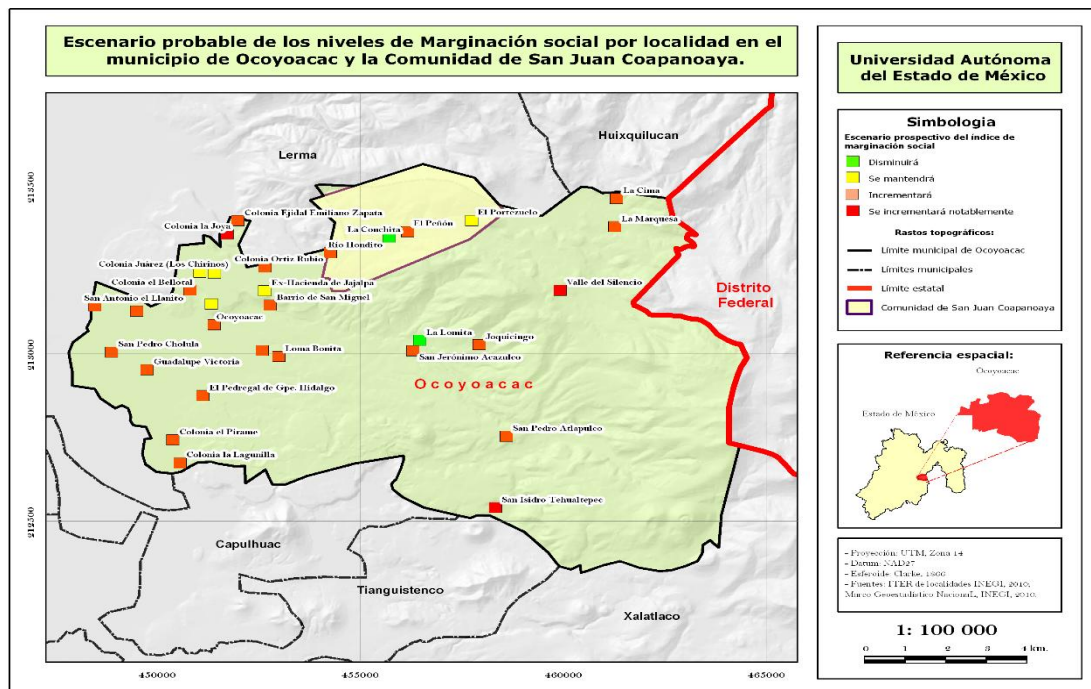 Escenario probable de los niveles de Marginación social por localidad en el
municipio de Ocoyoacac y la Comunidad de San Juan Coapanoaya.
Huixquilucan
Lerma
La Cima
Colonia Ejidal Emiliano Zapata
El Portezuelo
Colonia la Joya
El Peñón
La Marquesa
La Conchita
Río Hondito
Colonia Ortiz Rubio
Colonia Juárez (Los Chirinos)
Colonia el Bellotal
Ex-Hacienda de Jajalpa
Valle del Silencio
San Antonio el Llanito
Barrio de San Miguel
Distrito
Federal
Ocoyoacac
La Lomita
Joquicingo
San Pedro Cholula
Loma Bonita
San Jerónimo Acazulco
Guadalupe Victoria
Ocoyoacac
El Pedregal de Gpe. Hidalgo
San Pedro Atlapulco
Colonia el Pirame
Colonia la Lagunilla
San Isidro Tehualtepec
Capulhuac
Tianguistenco
Xalatlaco
213500
213000
212500
450000
455000
460000
465000
Universidad Autónoma
del Estado de México
Simbologia
Escenario prospectivo del índice de
marginación social
Disminuirá
Se mantendrá
Incrementará
Se incrementará notablemente
Rastos topográficos:
Límite municipal de Ocoyoacac
Límites municipales
Límite estatal
Comunidad de San Juan Coapanoaya
Referencia espacial:
Ocoyoacac
Estado de México
- Proyección: UTM, Zona 14
- Datum: NAD27
- Esferoide: Clarke, 1866
- Fuentes: ITER de localidades INEGI, 2010,
Marco Geoestadístico Nacional, INEGI, 2010.
1: 100 000
0 1 2 3 4 km.